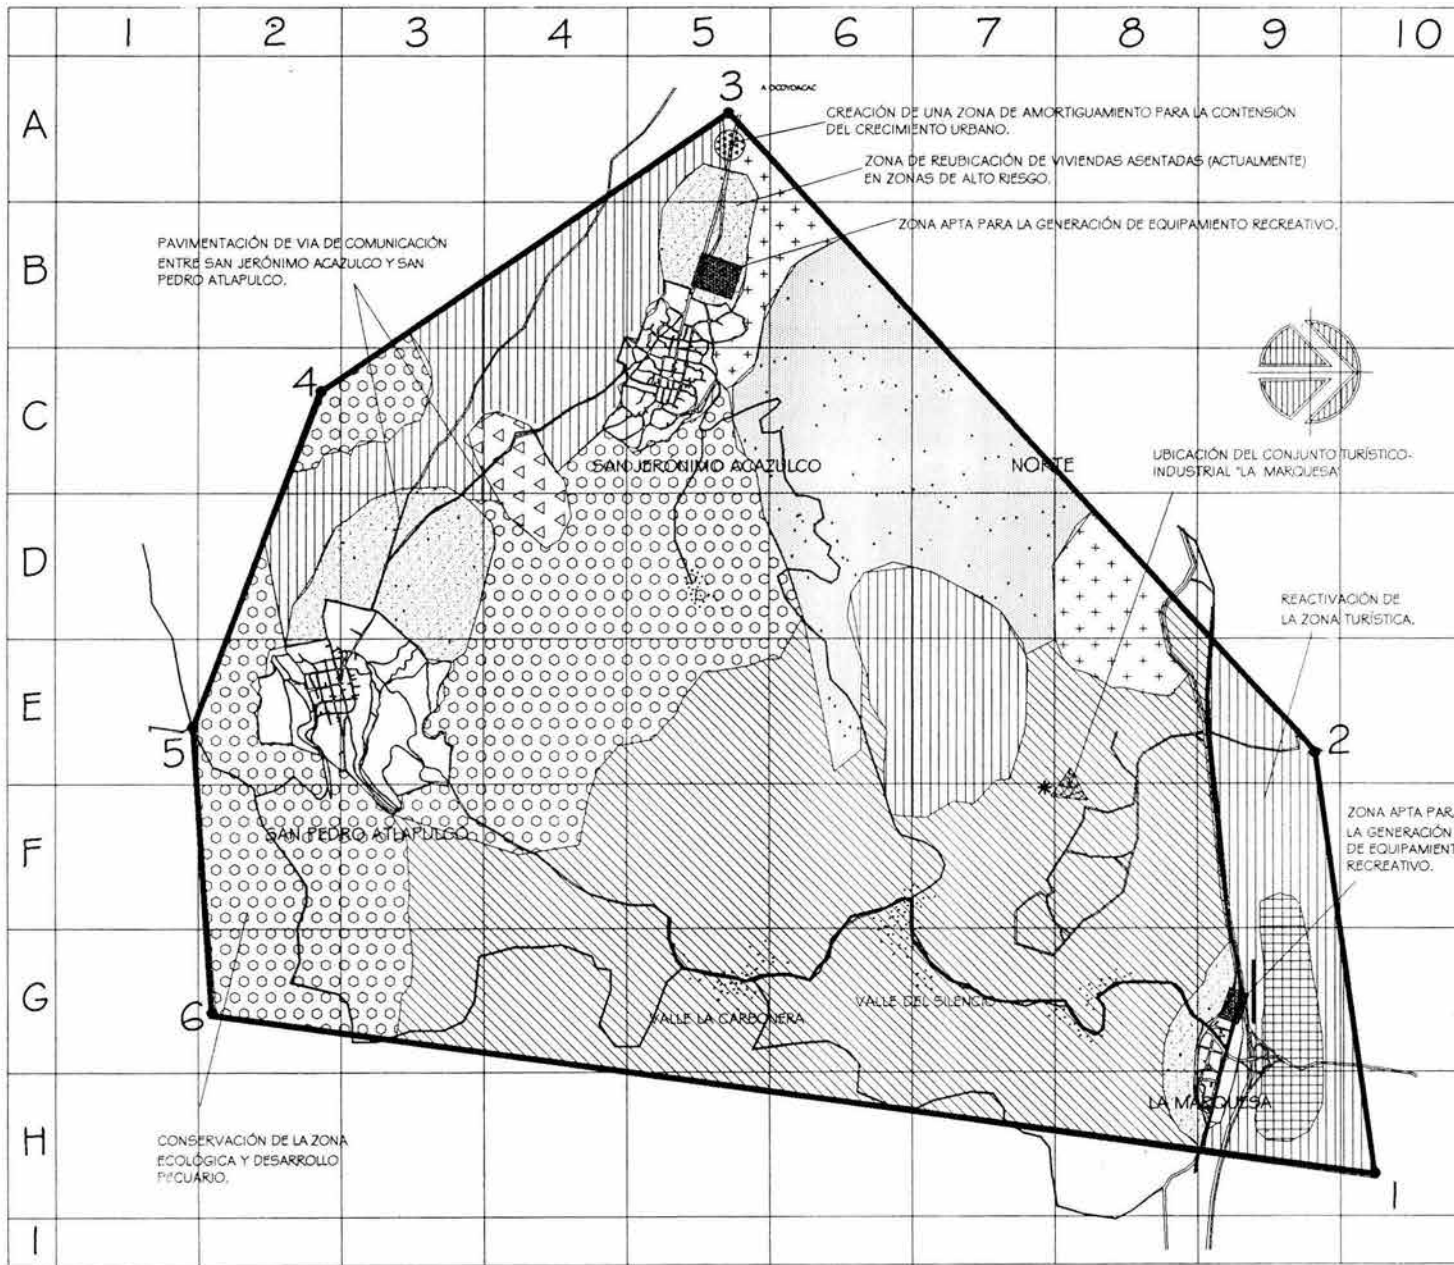 1 2 3 4 5 6 7 8 9 10
A
B
C
D
E
F
G
H
I
3
A OCOYOACAC
CREACIÓN DE UNA ZONA DE AMORTIGUAMIENTO PARA LA CONTENSIÓN
DEL CRECIMIENTO URBANO.
ZONA DE REUBICACIÓN DE VIVIENDAS ASENTADAS (ACTUALMENTE)
EN ZONAS DE ALTO RIESGO.
ZONA APTA PARA LA GENERACIÓN DE EQUIPAMIENTO RECREATIVO.
PAVIMENTACIÓN DE VIA DE COMUNICACIÓN
ENTRE SAN JERÓNIMO ACAZULCO Y SAN
PEDRO ATLAPULCO.
4
SAN JERONIMO ACAZULCO
NORTE
UBICACIÓN DEL CONJUNTO TURÍSTICO-
INDUSTRIAL "LA MARQUESA"
REACTIVACIÓN DE
LA ZONA TURÍSTICA.
5
2
SAN PEDRO ATLAPULCO
ZONA APTA PARA
LA GENERACIÓN
DE EQUIPAMIENT
RECREATIVO.
6
VALLE DEL SILENCIO
VALLE LA CARBONERA
LA MARQUESA
CONSERVACIÓN DE LA ZONA
ECOLÓGICA Y DESARROLLO
PECUARIO.
1